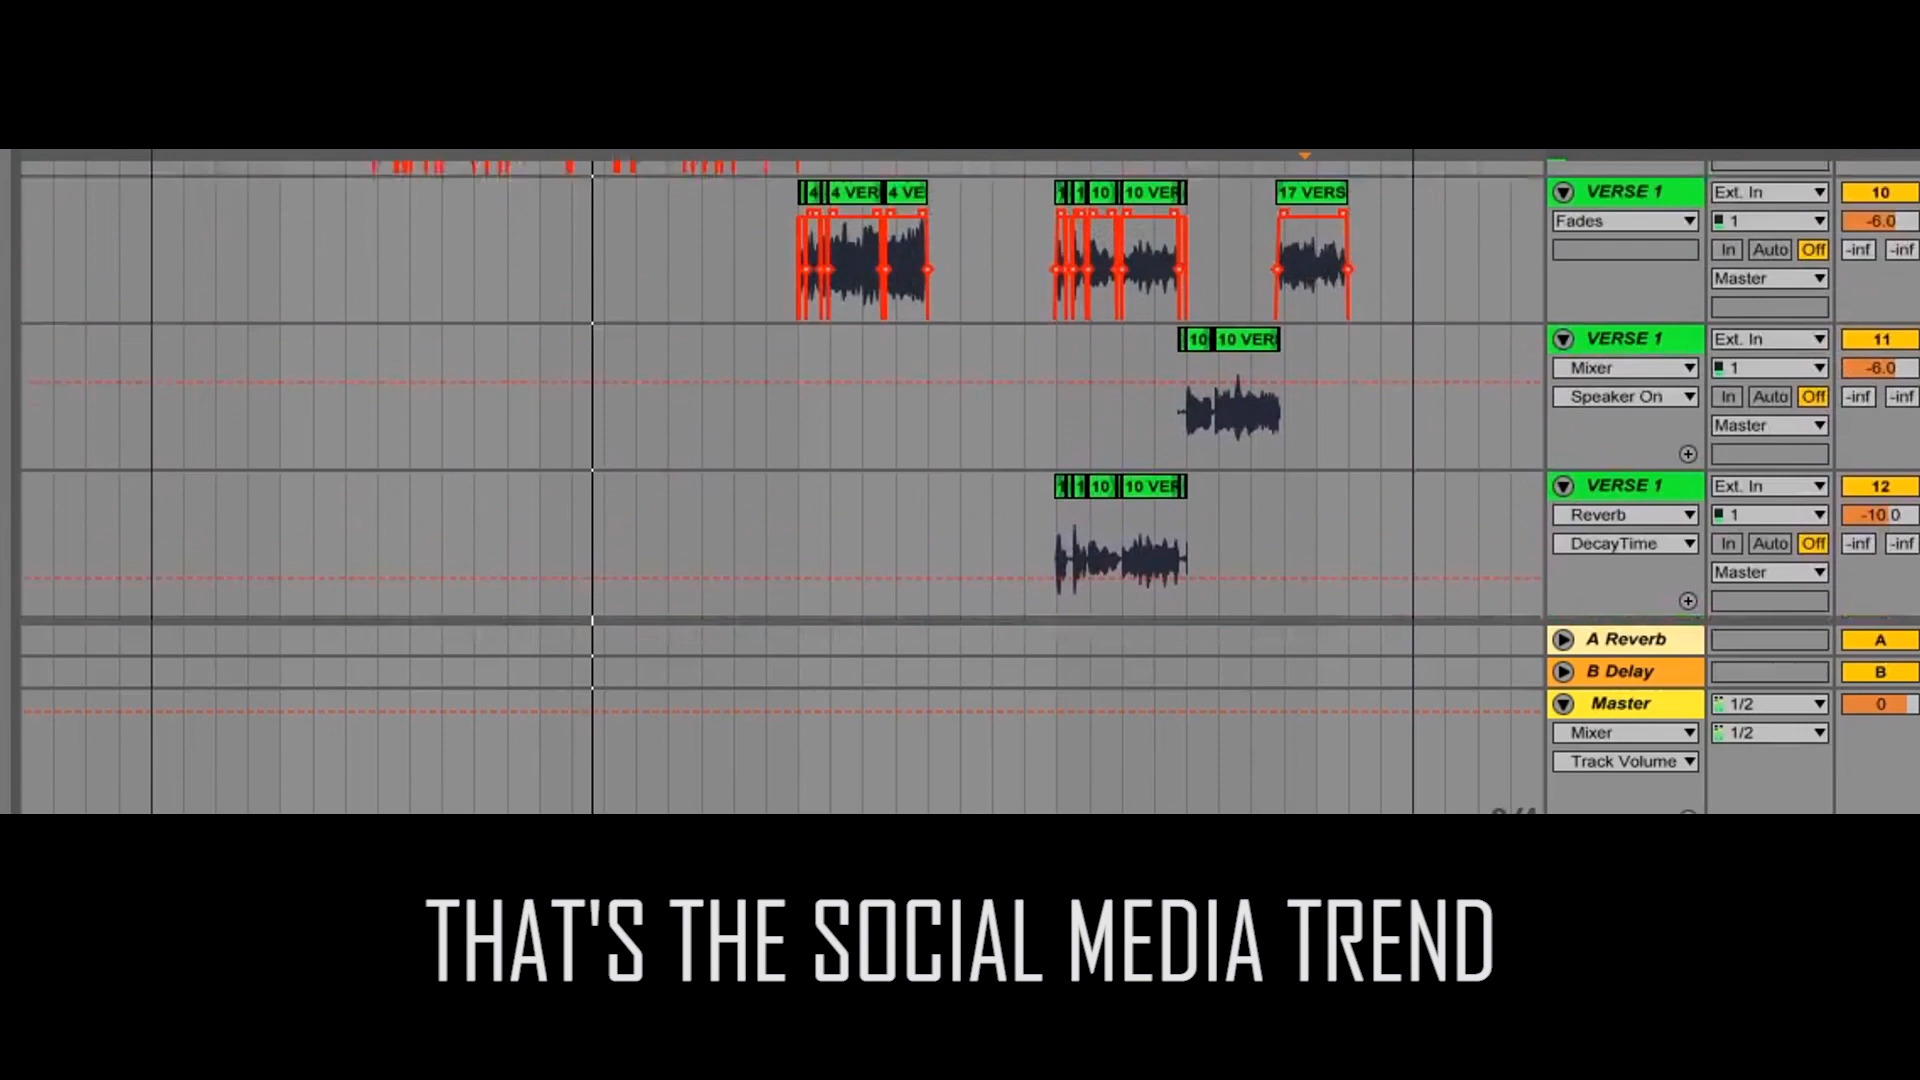 4 4 VER 4 VE 1 1 10 10 VER 17 VERS VERSE 1 Ext. In 10
Fades 1 -6.0
In Auto Off -inf -inf
Master
10 10 VER VERSE 1 Ext. In 11
Mixer 1 -6.0
Speaker On In Auto Off -inf -inf
Master
1 1 10 10 VER VERSE 1 Ext. In 12
Reverb 1 -10.0
DecayTime In Auto Off -inf -inf
Master
A Reverb A
B Delay B
Master 1/2 0
Mixer 1/2
Track Volume
THAT'S THE SOCIAL MEDIA TREND